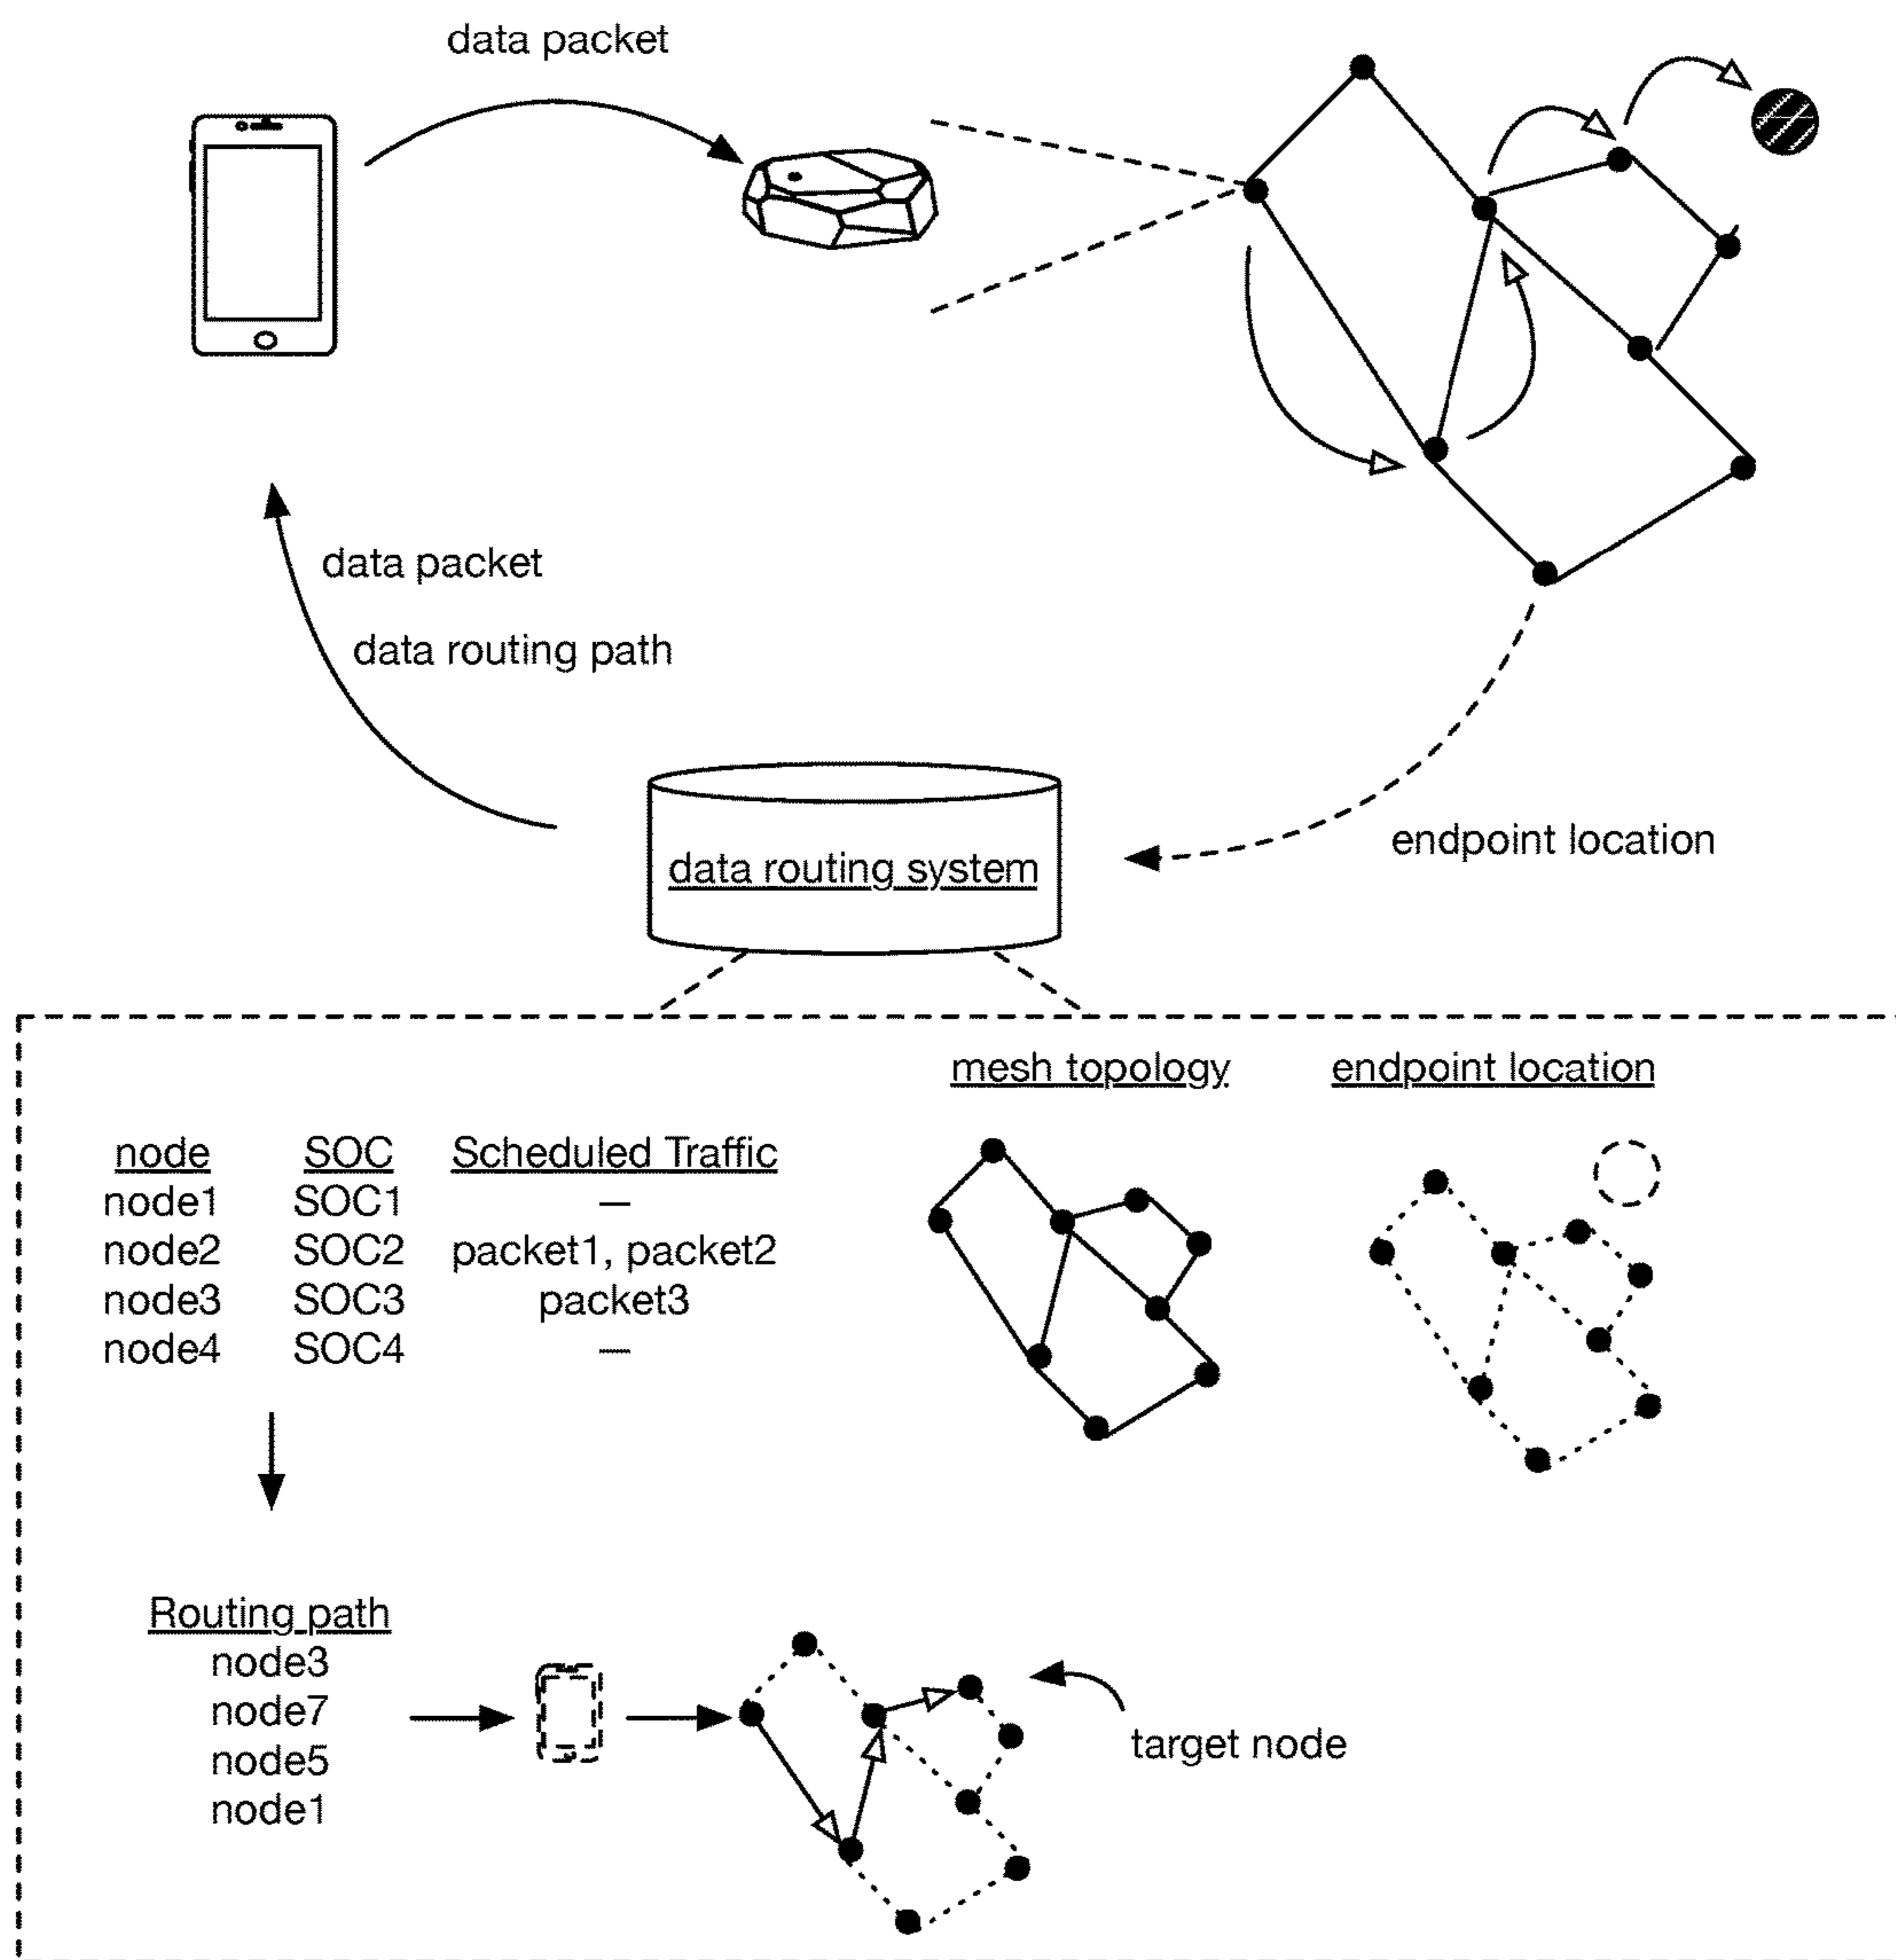 data packet
data packet
data routing path
data routing system
endpoint location
mesh topology endpoint location
node SOC Scheduled Traffic
node1 SOC1 —
node2 SOC2 packet1, packet2
node3 SOC3 packet3
node4 SOC4 —
Routing path
node3
node7
node5
node1
target node